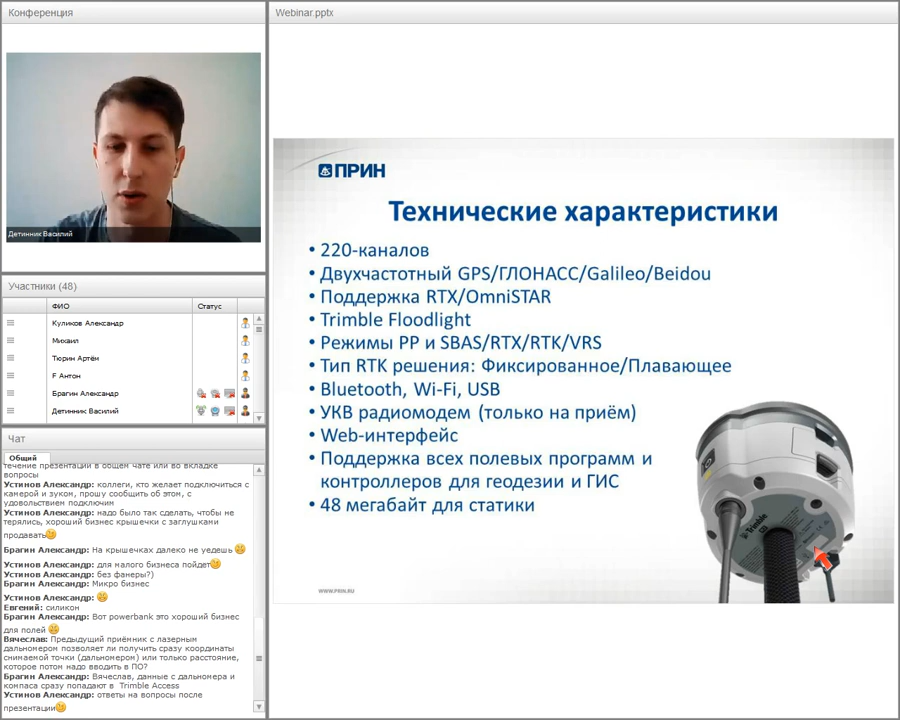 Конференция
Детинник Василий
Участники (48)
ФИО
Статус
Куликов Александр
Михаил
Тюрин Артём
F Антон
Брагин Александр
Детинник Василий
Чат
Общий
течение презентации в общем чате или во вкладке
вопросы
Устинов Александр: коллеги, кто желает подключиться с
камерой и зуком, прошу сообщить об этом, с
удовольствием подключим
Устинов Александр: надо было так сделать, чтобы не
терялись, хороший бизнес крышечки с заглушками
продавать
Брагин Александр: На крышечках далеко не уедешь
Устинов Александр: для малого бизнеса пойдет
Устинов Александр: без фанеры?)
Брагин Александр: Микро бизнес
Устинов Александр:
Евгений: силикон
Брагин Александр: Вот powerbank это хороший бизнес
для полей
Вячеслав: Предыдущий приёмник с лазерным
дальномером позволяет ли получить сразу координаты
снимаемой точки (дальномером) или только расстояние,
которое потом надо вводить в ПО?
Брагин Александр: Вячеслав, данные с дальномера и
компаса сразу попадают в Trimble Access
Устинов Александр: ответы на вопросы после
презентации
Webinar.pptx
ПРИН
Технические характеристики
• 220-каналов
• Двухчастотный GPS/ГЛОНАСС/Galileo/Beidou
• Поддержка RTX/OmniSTAR
• Trimble Floodlight
• Режимы PP и SBAS/RTX/RTK/VRS
• Тип RTK решения: Фиксированное/Плавающее
• Bluetooth, Wi-Fi, USB
• УКВ радиомодем (только на приём)
• Web-интерфейс
• Поддержка всех полевых программ и
контроллеров для геодезии и ГИС
• 48 мегабайт для статики
Trimble
WWW.PRIN.RU